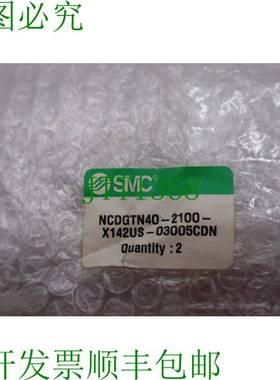 图必究
SMC
NCDGTN40-2100-
X142US-03005CDN
Quantity : 2
开发票顺丰包邮